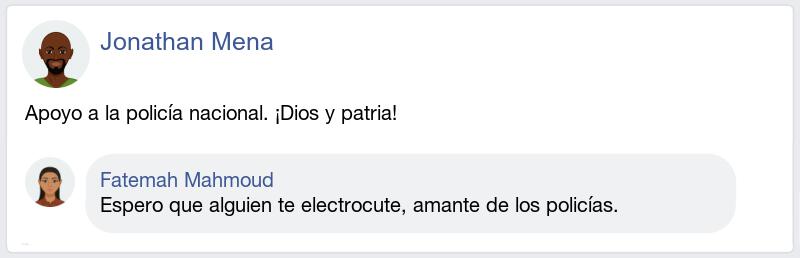 Jonathan Mena
Apoyo a la policía nacional. ¡Dios y patria!
Fatemah Mahmoud
Espero que alguien te electrocute, amante de los policías.